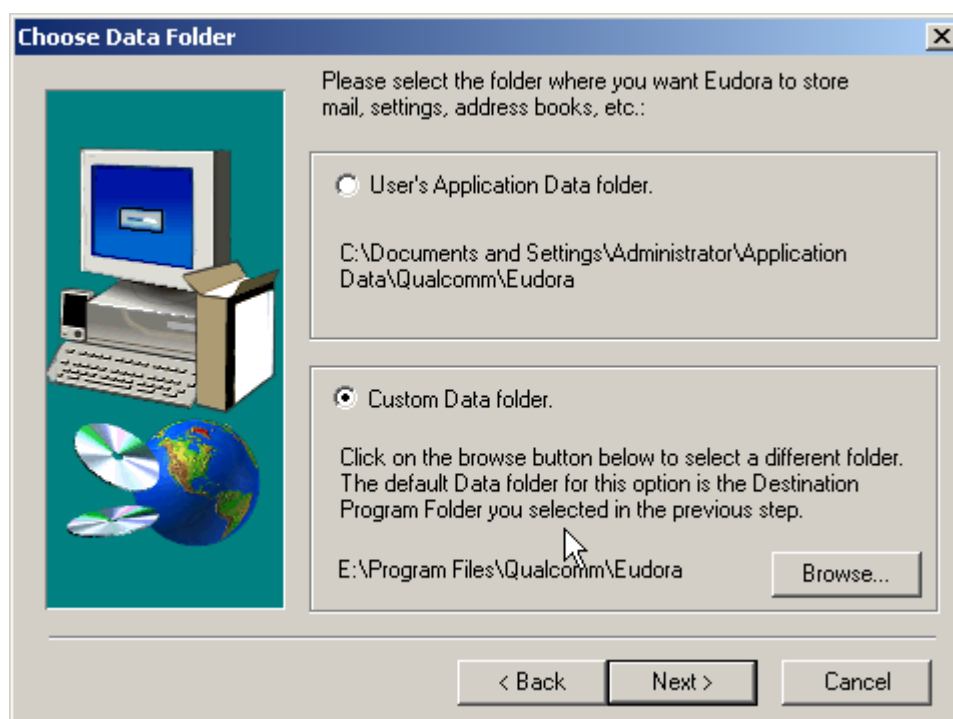 Choose Data Folder
Please select the folder where you want Eudora to store
mail, settings, address books, etc.:
User's Application Data folder.
C:\Documents and Settings\Administrator\Application
Data\Qualcomm\Eudora
Custom Data folder.
Click on the browse button below to select a different folder.
The default Data folder for this option is the Destination
Program Folder you selected in the previous step.
E:\Program Files\Qualcomm\Eudora
Browse...
< Back
Next >
Cancel